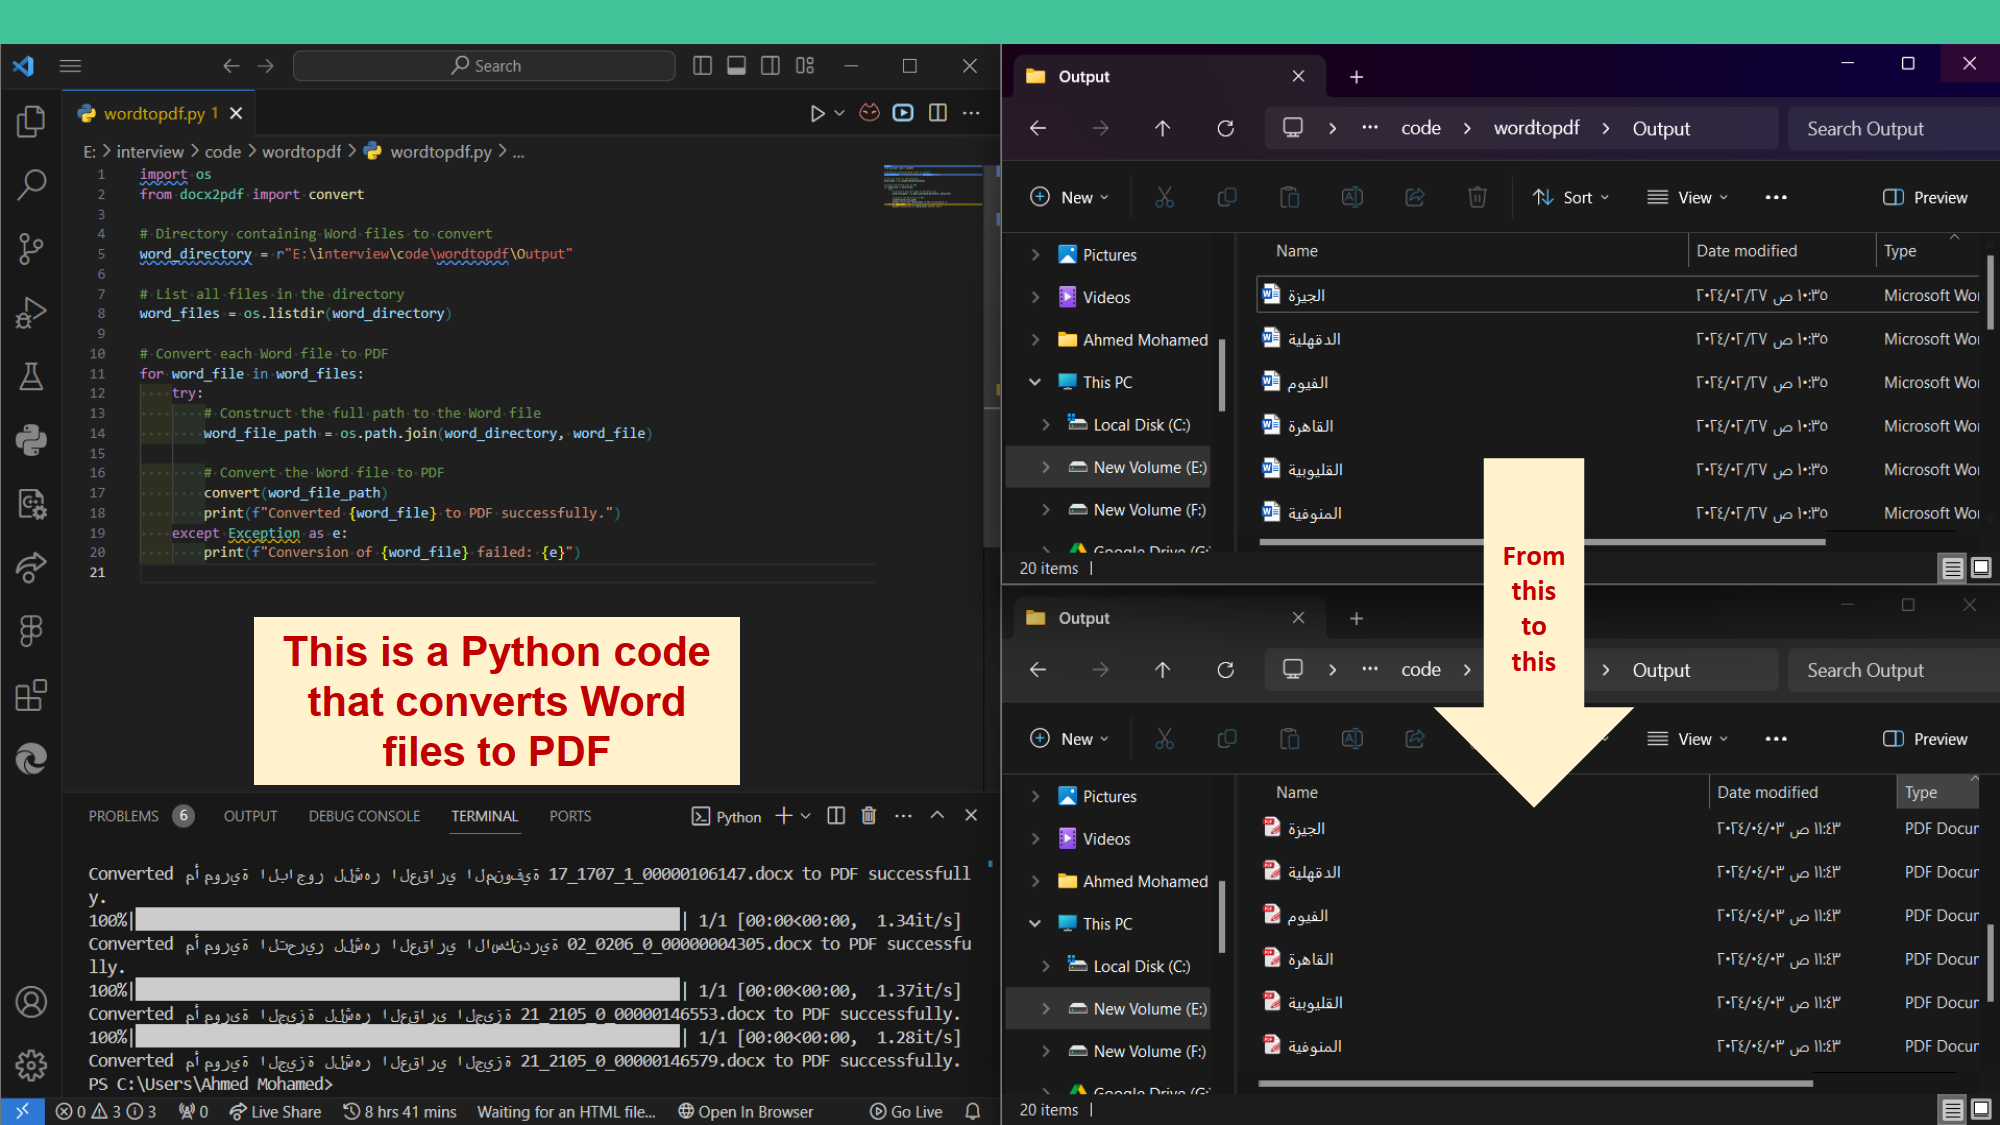 Search
wordtopdf.py 1
E: > interview > code > wordtopdf > wordtopdf.py > ...
1 import os
2 from docx2pdf import convert
3
4 # Directory containing Word files to convert
5 word_directory = r"E:\interview\code\wordtopdf\Output"
6
7 # List all files in the directory
8 word_files = os.listdir(word_directory)
9
10 # Convert each Word file to PDF
11 for word_file in word_files:
12 try:
13 # Construct the full path to the Word file
14 word_file_path = os.path.join(word_directory, word_file)
15
16 # Convert the Word file to PDF
17 convert(word_file_path)
18 print(f"Converted {word_file} to PDF successfully.")
19 except Exception as e:
20 print(f"Conversion of {word_file} failed: {e}")
21
This is a Python code
that converts Word
files to PDF
PROBLEMS 6 OUTPUT DEBUG CONSOLE TERMINAL PORTS Python
Converted 17_1707_1_00000106147.docx to PDF successfull
y.
100%| | 1/1 [00:00<00:00, 1.34it/s]
Converted 02_0206_0_00000004305.docx to PDF successfu
lly.
100%| | 1/1 [00:00<00:00, 1.37it/s]
Converted 21_2105_0_00000146553.docx to PDF successfully.
100%| | 1/1 [00:00<00:00, 1.28it/s]
Converted 21_2105_0_00000146579.docx to PDF successfully.
PS C:\Users\Ahmed Mohamed>
0 3 3 0 Live Share 8 hrs 41 mins Waiting for an HTML file... Open In Browser Go Live
Output
code > wordtopdf > Output Search Output
New Sort View Preview
Pictures
Videos
Ahmed Mohamed
This PC
Local Disk (C:)
New Volume (E:)
New Volume (F:)
Google Drive (G:
Name Date modified Type
الجيزة ٢٠٢٤/٠٢/٢٧ ١٠:٣٥ ص Microsoft Wo
الدقهلية ٢٠٢٤/٠٢/٢٧ ١٠:٣٥ ص Microsoft Wo
الفيوم ٢٠٢٤/٠٢/٢٧ ١٠:٣٥ ص Microsoft Wo
القاهرة ٢٠٢٤/٠٢/٢٧ ١٠:٣٥ ص Microsoft Wo
القليوبية ٢٠٢٤/٠٢/٢٧ ١٠:٣٥ ص Microsoft Wo
المنوفية ٢٠٢٤/٠٢/٢٧ ١٠:٣٥ ص Microsoft Wo
20 items
From
this
to
this
Output
code > Output Search Output
New View Preview
Pictures
Videos
Ahmed Mohamed
This PC
Local Disk (C:)
New Volume (E:)
New Volume (F:)
Google Drive (G:
Name Date modified Type
الجيزة ٢٠٢٤/٠٤/٠٣ ١١:٤٣ ص PDF Docu
الدقهلية ٢٠٢٤/٠٤/٠٣ ١١:٤٣ ص PDF Docu
الفيوم ٢٠٢٤/٠٤/٠٣ ١١:٤٣ ص PDF Docu
القاهرة ٢٠٢٤/٠٤/٠٣ ١١:٤٣ ص PDF Docu
القليوبية ٢٠٢٤/٠٤/٠٣ ١١:٤٣ ص PDF Docu
المنوفية ٢٠٢٤/٠٤/٠٣ ١١:٤٣ ص PDF Docu
20 items